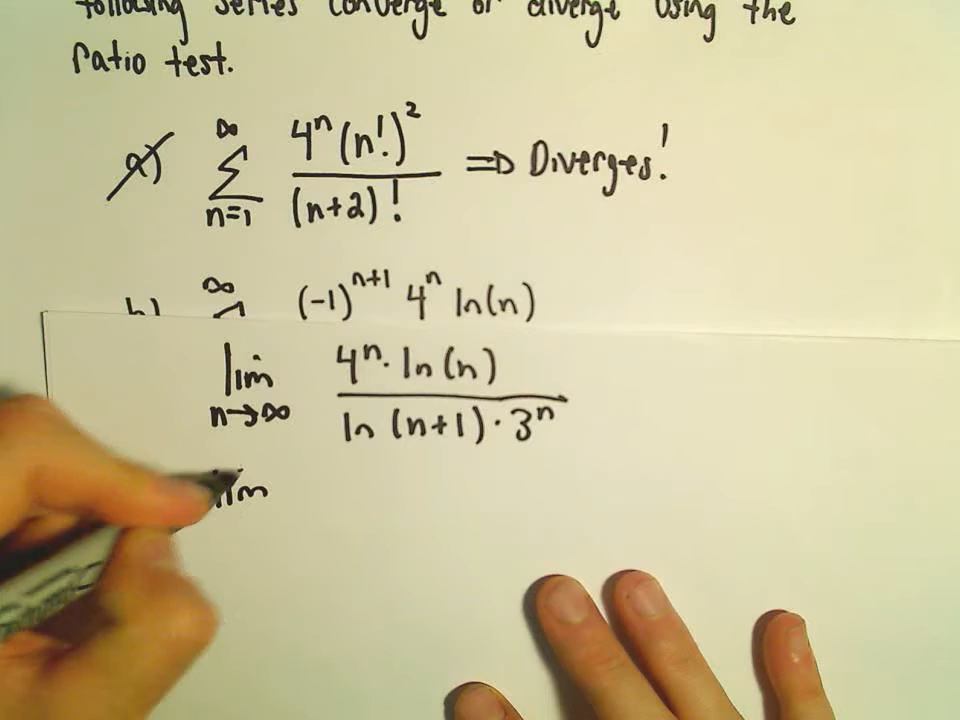 following series converge or diverge using the
ratio test.
a) ∞ Σ n=1 4^n (n!)^2 / (n+2)! ⇒ Diverges!
b) ∞ Σ (-1)^{n+1} 4^n ln(n)
lim n→∞ 4^n · ln(n) / ln(n+1) · 3^n
lim